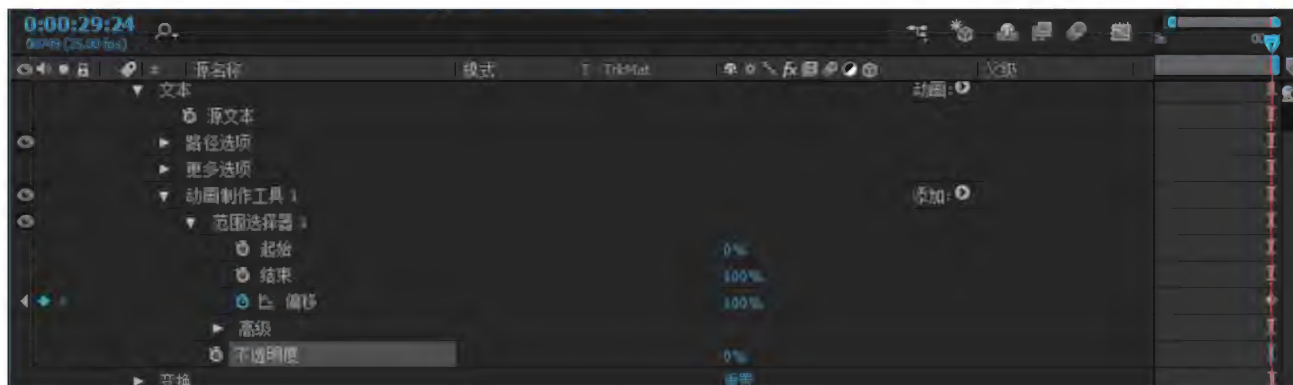 0:00:29:24
00749 (25.00 fps)
源名称 模式 T TrkMat 父级
文本 动画:
源文本
路径选项
更多选项
动画制作工具 1 添加:
范围选择器 1
起始 0%
结束 100%
偏移 100%
高级
不透明度 0%
变换 重置